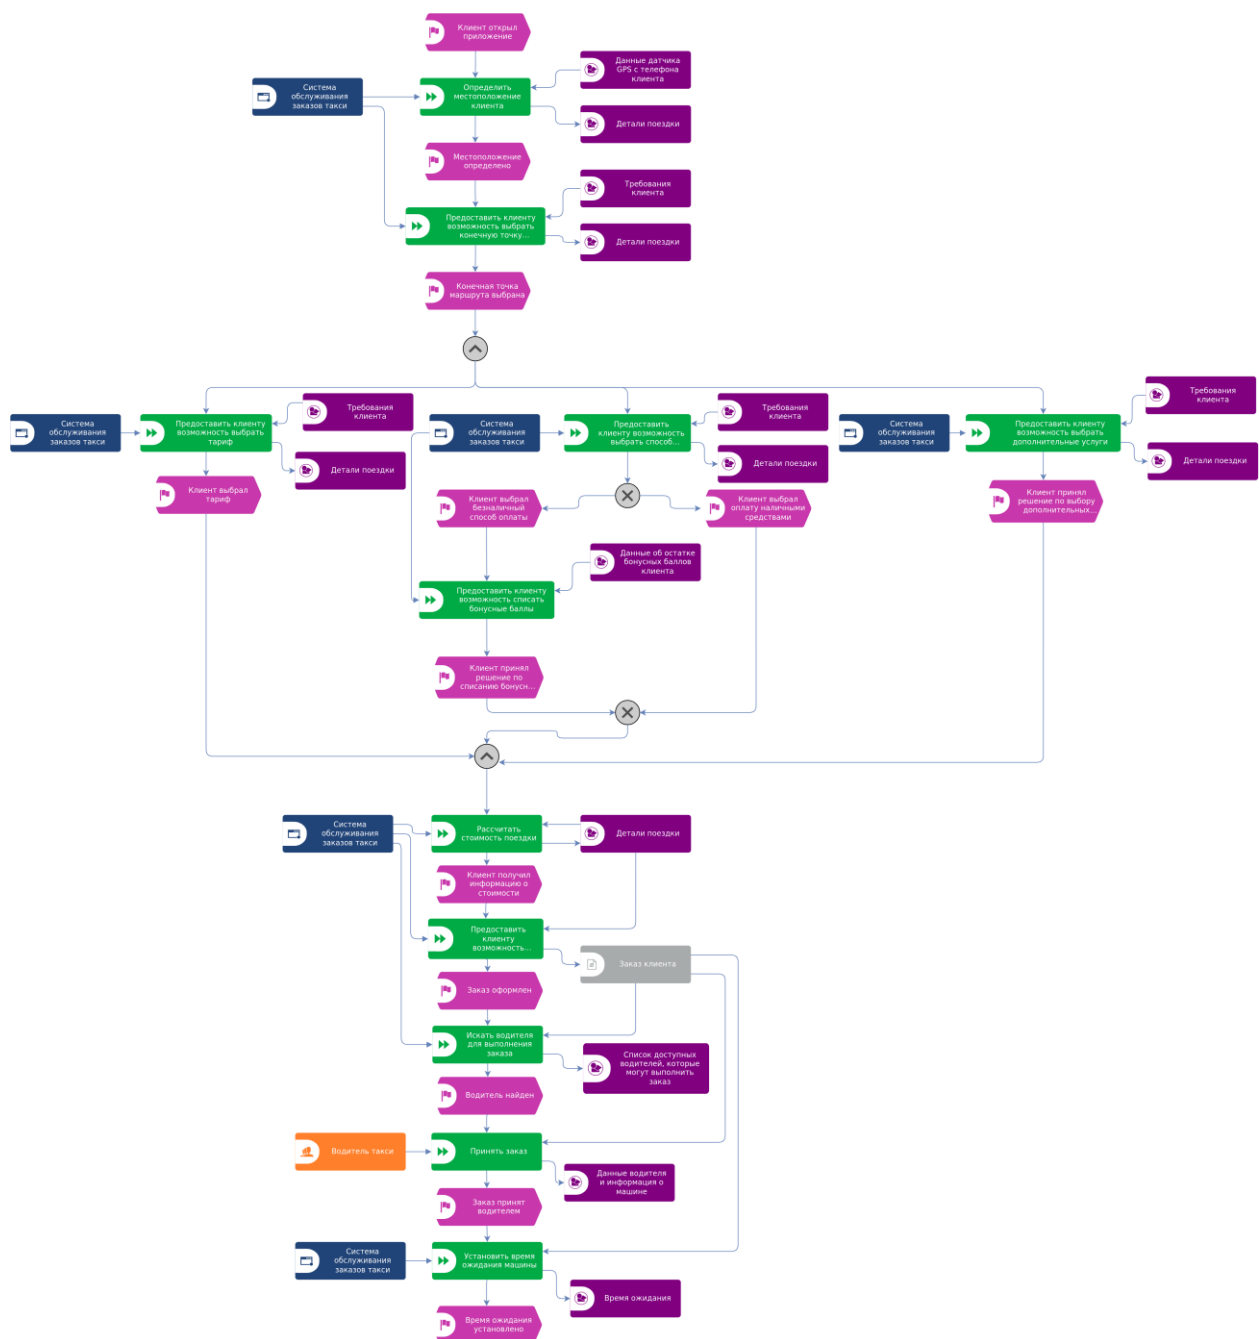 Клиент открыл
приложение
Данные датчика
GPS с телефона
клиента
Система
обслуживания
заказов такси
Определить
местоположение
клиента
Детали поездки
Местоположение
определено
Требования
клиента
Предоставить клиенту
возможность выбрать
конечную точку...
Детали поездки
Конечная точка
маршрута выбрана
Система
обслуживания
заказов такси
Предоставить клиенту
возможность выбрать
тариф
Требования
клиента
Детали поездки
Клиент выбрал
тариф
Система
обслуживания
заказов такси
Предоставить
клиенту возможность
выбрать способ...
Требования
клиента
Детали поездки
Система
обслуживания
заказов такси
Предоставить клиенту
возможность выбрать
дополнительные услуги
Требования
клиента
Детали поездки
Клиент выбрал
безналичный
способ оплаты
Клиент выбрал
оплату наличными
средствами
Клиент принял
решение по выбору
дополнительных...
Данные об остатке
бонусных баллов
клиента
Предоставить клиенту
возможность списать
бонусные баллы
Клиент принял
решение по
списанию бонусн...
Система
обслуживания
заказов такси
Рассчитать
стоимость поездки
Детали поездки
Клиент получил
информацию о
стоимости
Предоставить
клиенту
возможность...
Заказ клиента
Заказ оформлен
Искать водителя
для выполнения
заказа
Список доступных
водителей, которые
могут выполнить
заказ
Водитель найден
Водитель такси
Принять заказ
Данные водителя
и информация о
машине
Заказ принят
водителем
Система
обслуживания
заказов такси
Установить время
ожидания машины
Время ожидания
Время ожидания
установлено